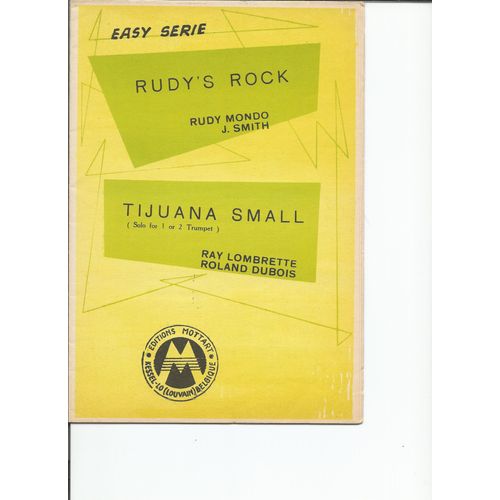 EASY SERIE
RUDY'S ROCK
RUDY MONDO
J. SMITH
TIJUANA SMALL
( Solo for 1 or 2 Trumpet )
RAY LOMBRETTE
ROLAND DUBOIS
EDITIONS MOTTART
KESSEL-LO (LOUVAIN) BELGIQUE